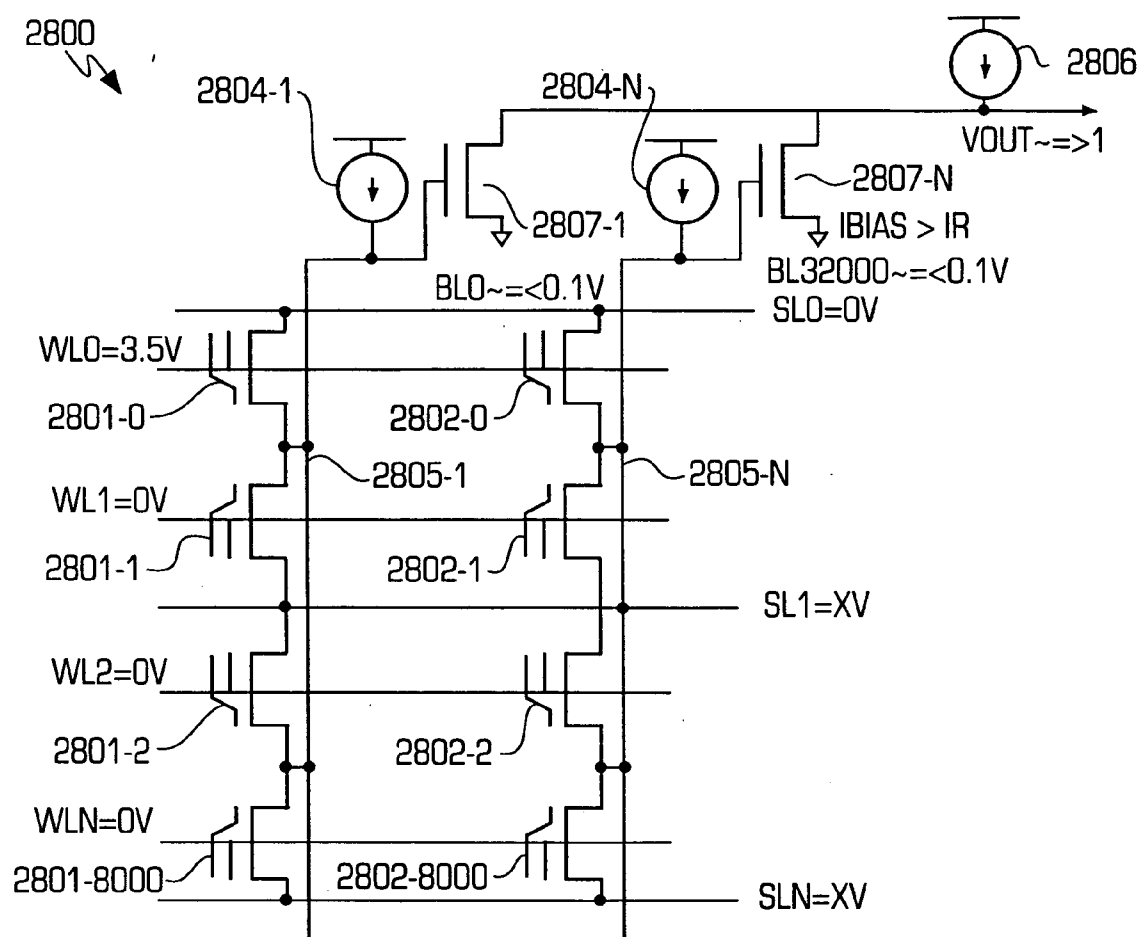 2800
2806
2804-1
2804-N
VOUT~=>1
2807-N
2807-1
IBIAS > IR
BL0~=<0.1V
BL32000~=<0.1V
SL0=0V
WL0=3.5V
2801-0
2802-0
2805-1
2805-N
WL1=0V
2801-1
2802-1
SL1=XV
WL2=0V
2801-2
2802-2
WLN=0V
2801-8000
2802-8000
SLN=XV